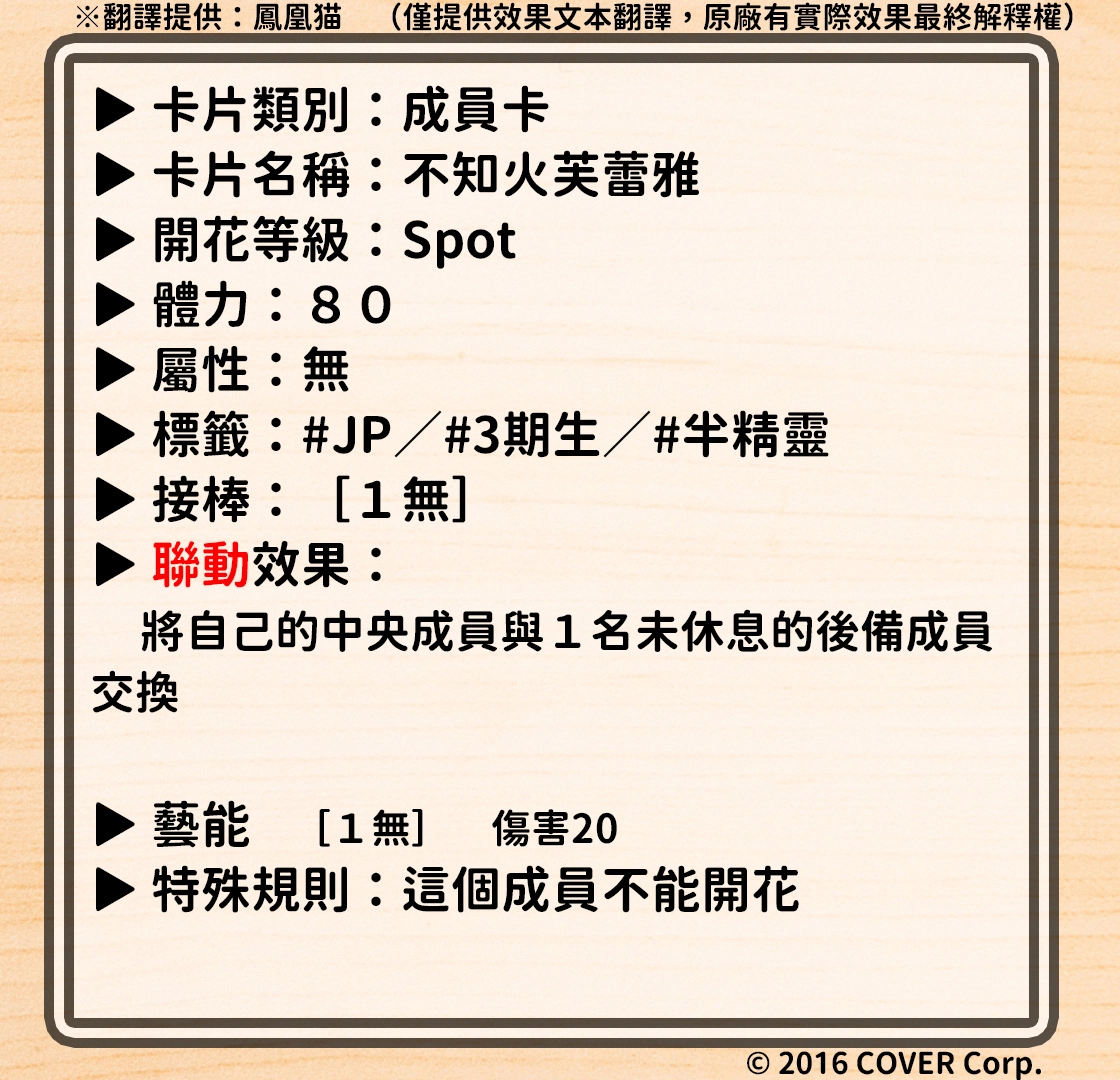 ※翻譯提供：鳳凰猫　（僅提供效果文本翻譯，原廠有實際效果最終解釋權）
▶ 卡片類別：成員卡
▶ 卡片名稱：不知火芙蕾雅
▶ 開花等級：Spot
▶ 體力：８０
▶ 屬性：無
▶ 標籤：#JP／#3期生／#半精靈
▶ 接棒：［１無］
▶ 聯動效果：
將自己的中央成員與１名未休息的後備成員
交換
▶ 藝能　［１無］　傷害20
▶ 特殊規則：這個成員不能開花
© 2016 COVER Corp.